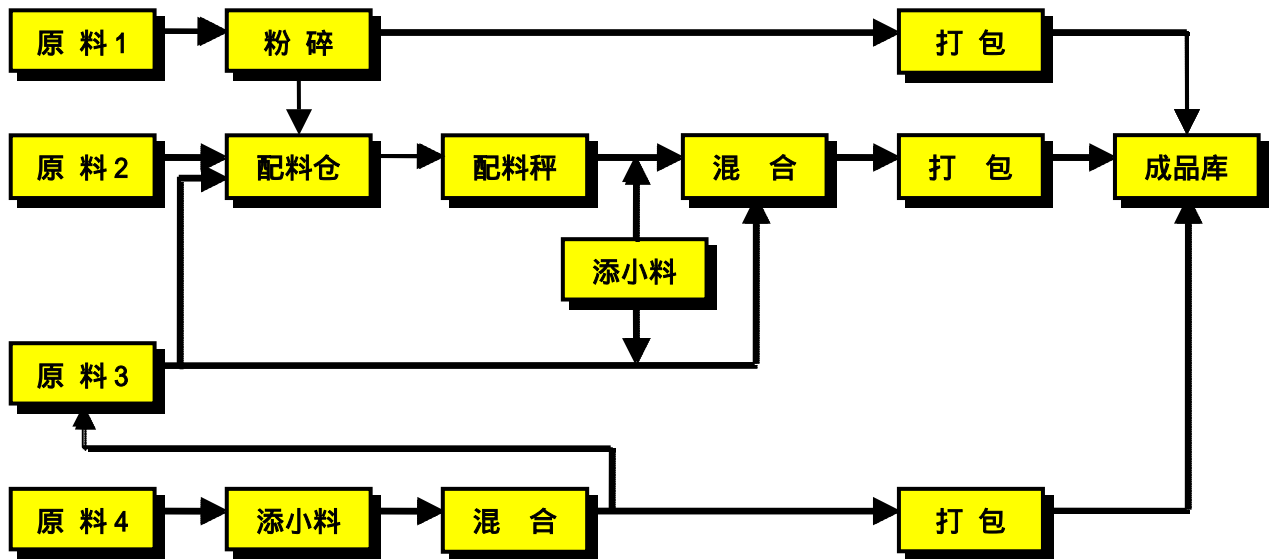 原 料1
粉 碎
打 包
原 料2
配料仓
配料秤
混 合
打 包
成品库
添小料
原 料3
原 料4
添小料
混 合
打 包